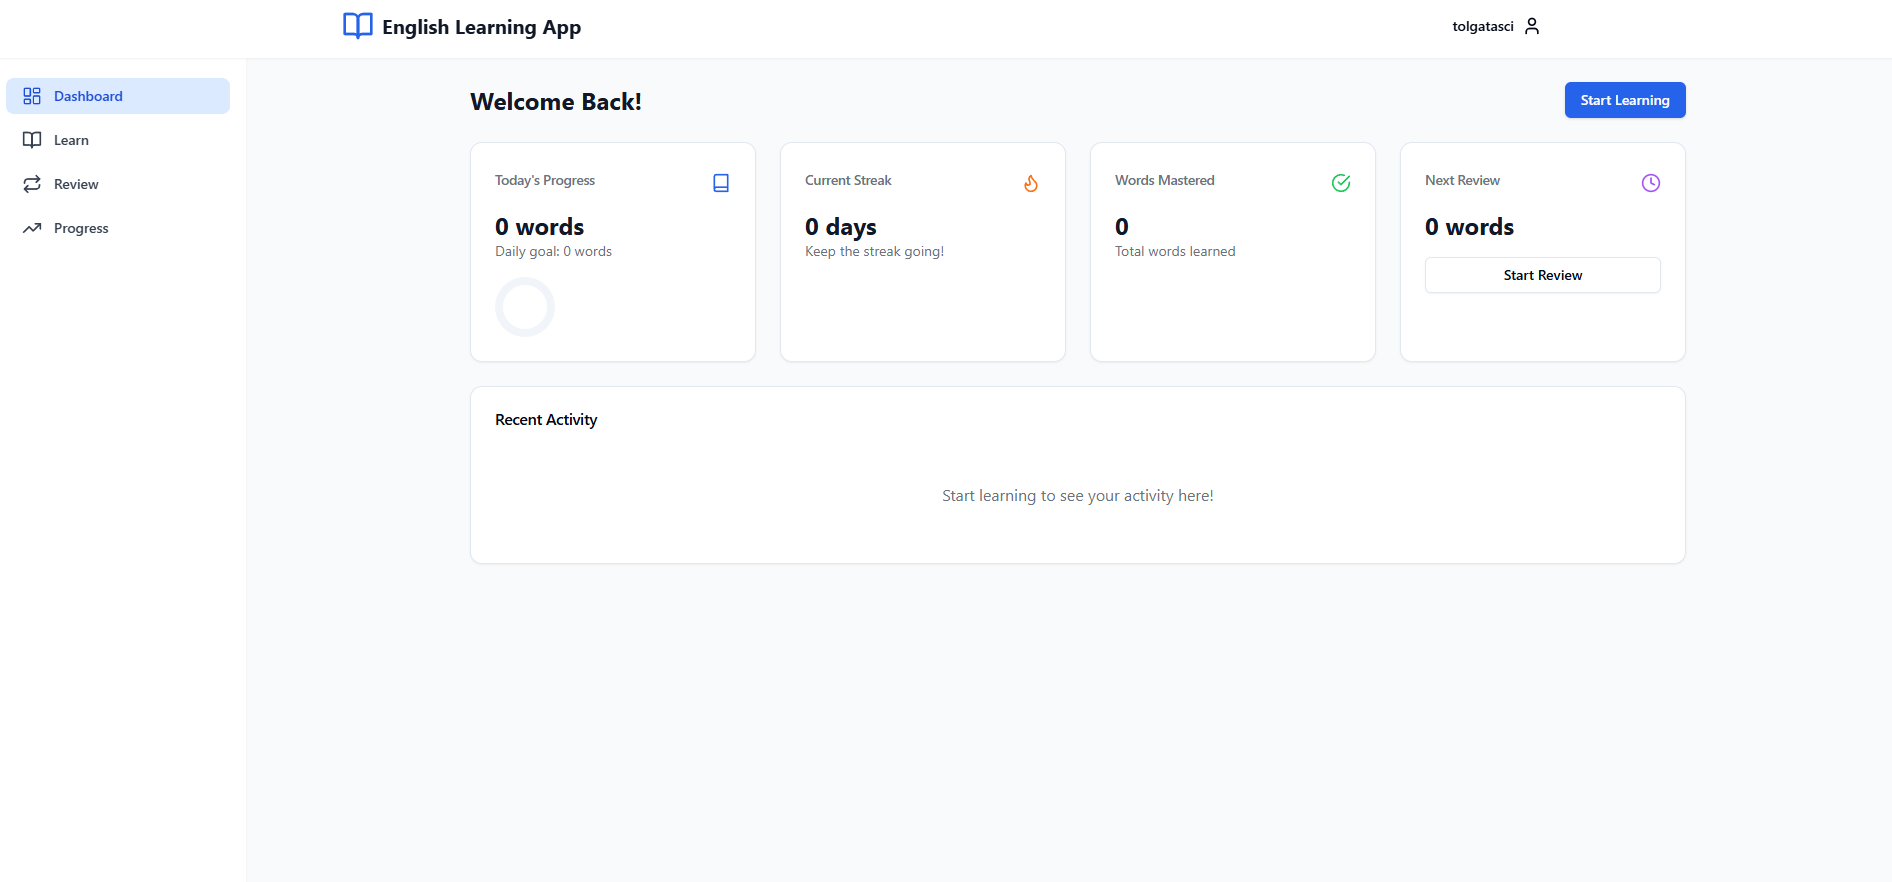 English Learning App
tolgatasci
Dashboard
Learn
Review
Progress
Welcome Back!
Start Learning
Today's Progress
0 words
Daily goal: 0 words
Current Streak
0 days
Keep the streak going!
Words Mastered
0
Total words learned
Next Review
0 words
Start Review
Recent Activity
Start learning to see your activity here!